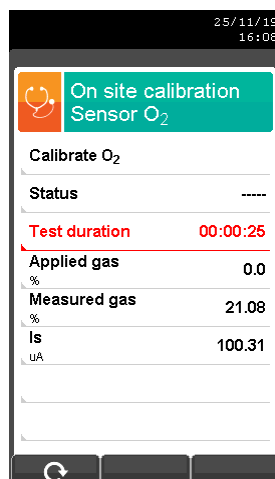 25/11/19
16:08
On site calibration
Sensor O₂
Calibrate O₂
Status -----
Test duration 00:00:25
Applied gas 0.0
%
Measured gas 21.08
%
Is 100.31
uA